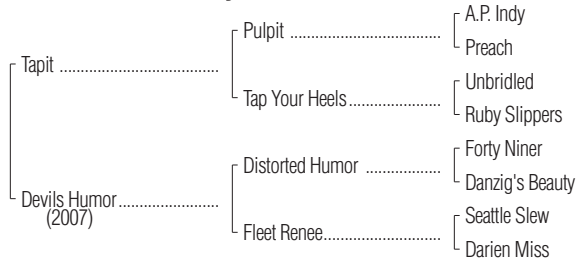 A.P. Indy
Pulpit ................................
Preach
Tapit ..................................
Unbridled
Tap Your Heels ....................
Ruby Slippers
Forty Niner
Distorted Humor ................
Danzig's Beauty
Devils Humor .....................
(2007)
Seattle Slew
Fleet Renee .........................
Darien Miss